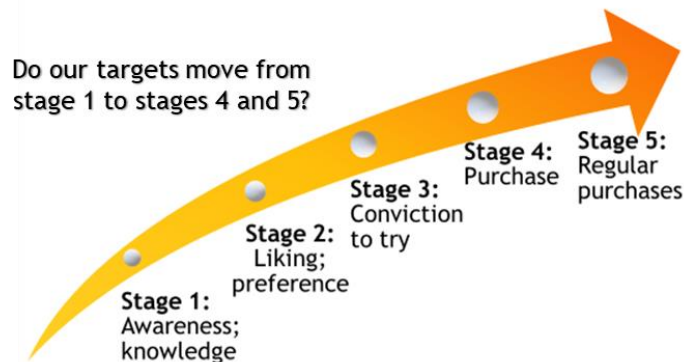 Do our targets move from
stage 1 to stages 4 and 5?
Stage 1:
Awareness;
knowledge
Stage 2:
Liking;
preference
Stage 3:
Conviction
to try
Stage 4:
Purchase
Stage 5:
Regular
purchases